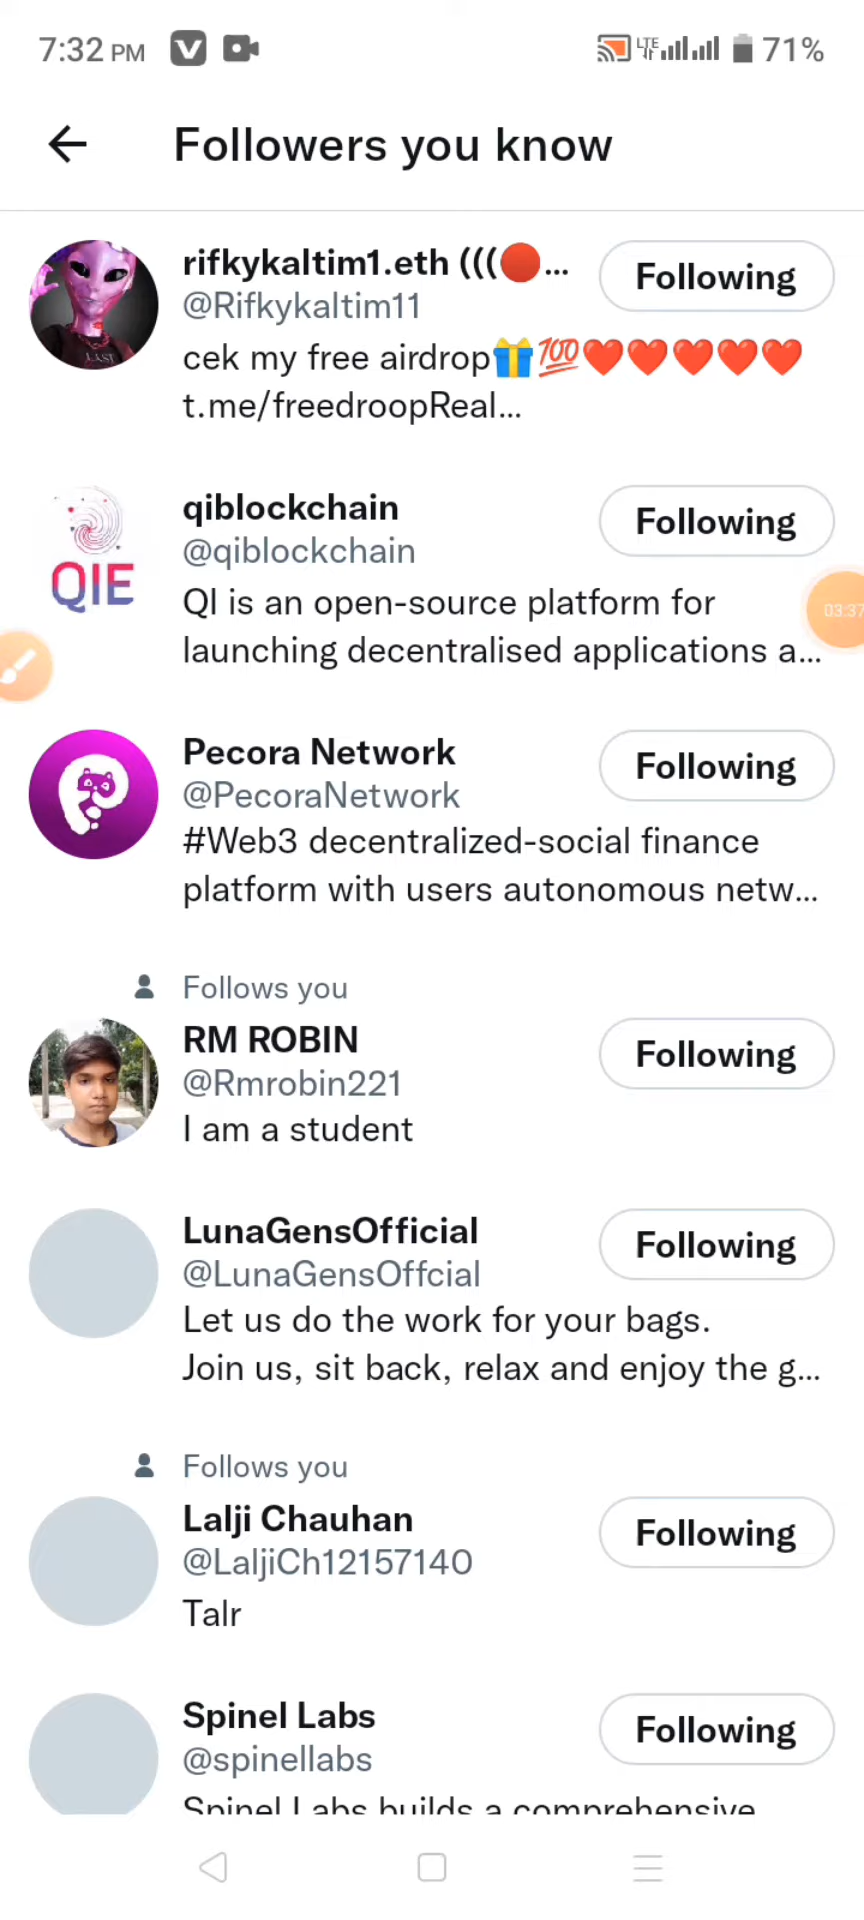 7:32 PM LTE 71%
Followers you know
rifkykaltim1.eth (((🔴... Following
@Rifkykaltim11
cek my free airdrop🎁💯❤️❤️❤️❤️❤️
t.me/freedroopReal...
qiblockchain Following
@qiblockchain
QIE
QI is an open-source platform for
launching decentralised applications a...
03:37
Pecora Network Following
@PecoraNetwork
#Web3 decentralized-social finance
platform with users autonomous netw...
Follows you
RM ROBIN Following
@Rmrobin221
I am a student
LunaGensOfficial Following
@LunaGensOffcial
Let us do the work for your bags.
Join us, sit back, relax and enjoy the g...
Follows you
Lalji Chauhan Following
@LaljiCh12157140
Talr
Spinel Labs Following
@spinellabs
Spinel Labs builds a comprehensive